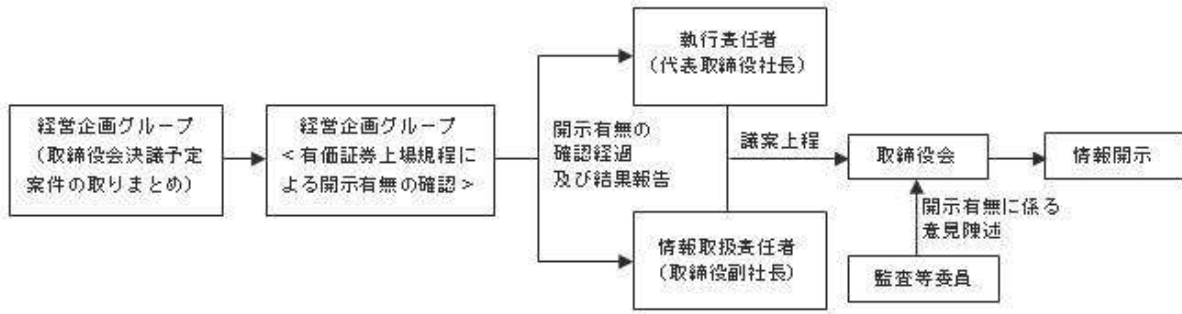 経営企画グループ
（取締役会決議予定
案件の取りまとめ）
経営企画グループ
＜有価証券上場規程に
よる開示有無の確認＞
開示有無の
確認経過
及び結果報告
執行責任者
（代表取締役社長）
情報取扱責任者
（取締役副社長）
議案上程
取締役会
情報開示
開示有無に係る
意見陳述
監査等委員